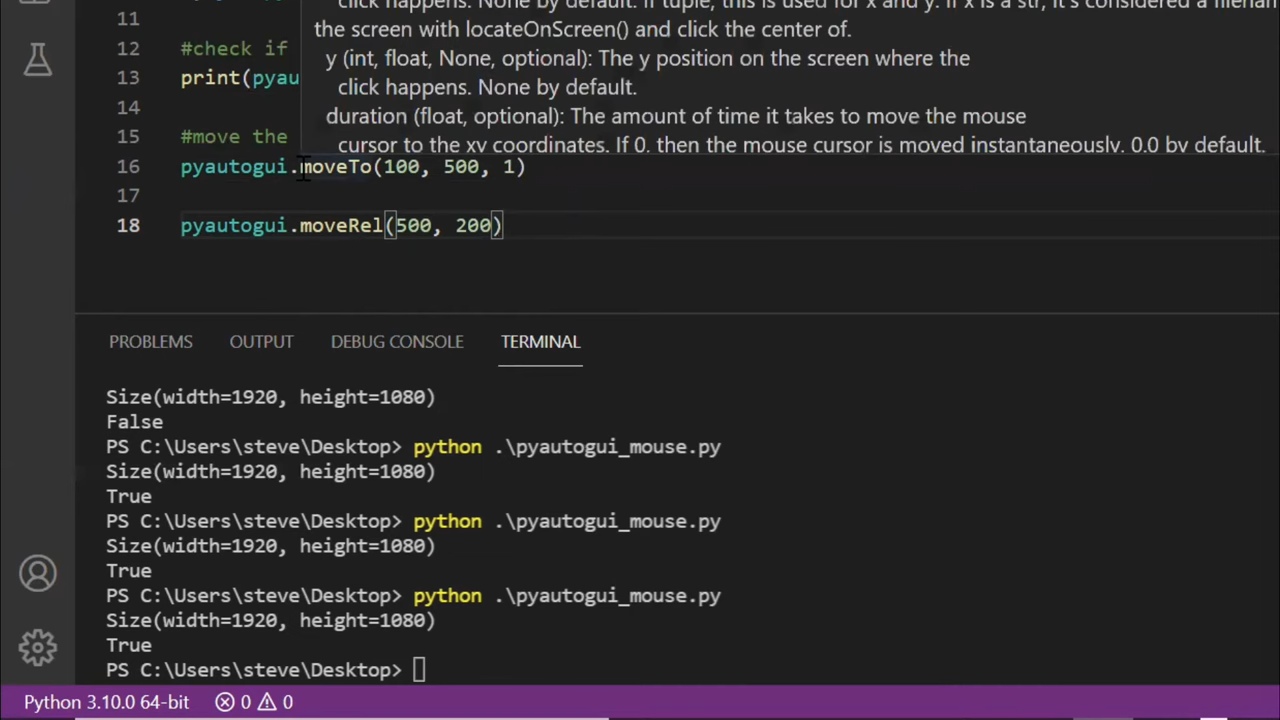 click happens. None by default. If tuple, this is used for x and y. If x is a str, it's considered a filenan
11
12 #check if
the screen with locateOnScreen() and click the center of.
y (int, float, None, optional): The y position on the screen where the
13 print(pyau
click happens. None by default.
14
duration (float, optional): The amount of time it takes to move the mouse
15 #move the
cursor to the xy coordinates. If 0, then the mouse cursor is moved instantaneously. 0.0 by default.
16 pyautogui.moveTo(100, 500, 1)
17
18 pyautogui.moveRel(500, 200)
PROBLEMS OUTPUT DEBUG CONSOLE TERMINAL
Size(width=1920, height=1080)
False
PS C:\Users\steve\Desktop> python .\pyautogui_mouse.py
Size(width=1920, height=1080)
True
PS C:\Users\steve\Desktop> python .\pyautogui_mouse.py
Size(width=1920, height=1080)
True
PS C:\Users\steve\Desktop> python .\pyautogui_mouse.py
Size(width=1920, height=1080)
True
PS C:\Users\steve\Desktop>
Python 3.10.0 64-bit 0 0